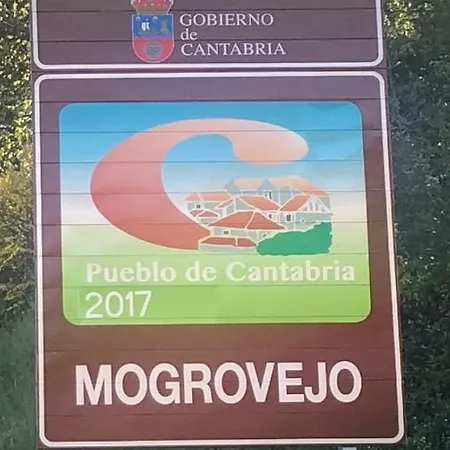 GOBIERNO
de
CANTABRIA
Pueblo de Cantabria
2017
MOGROVEJO